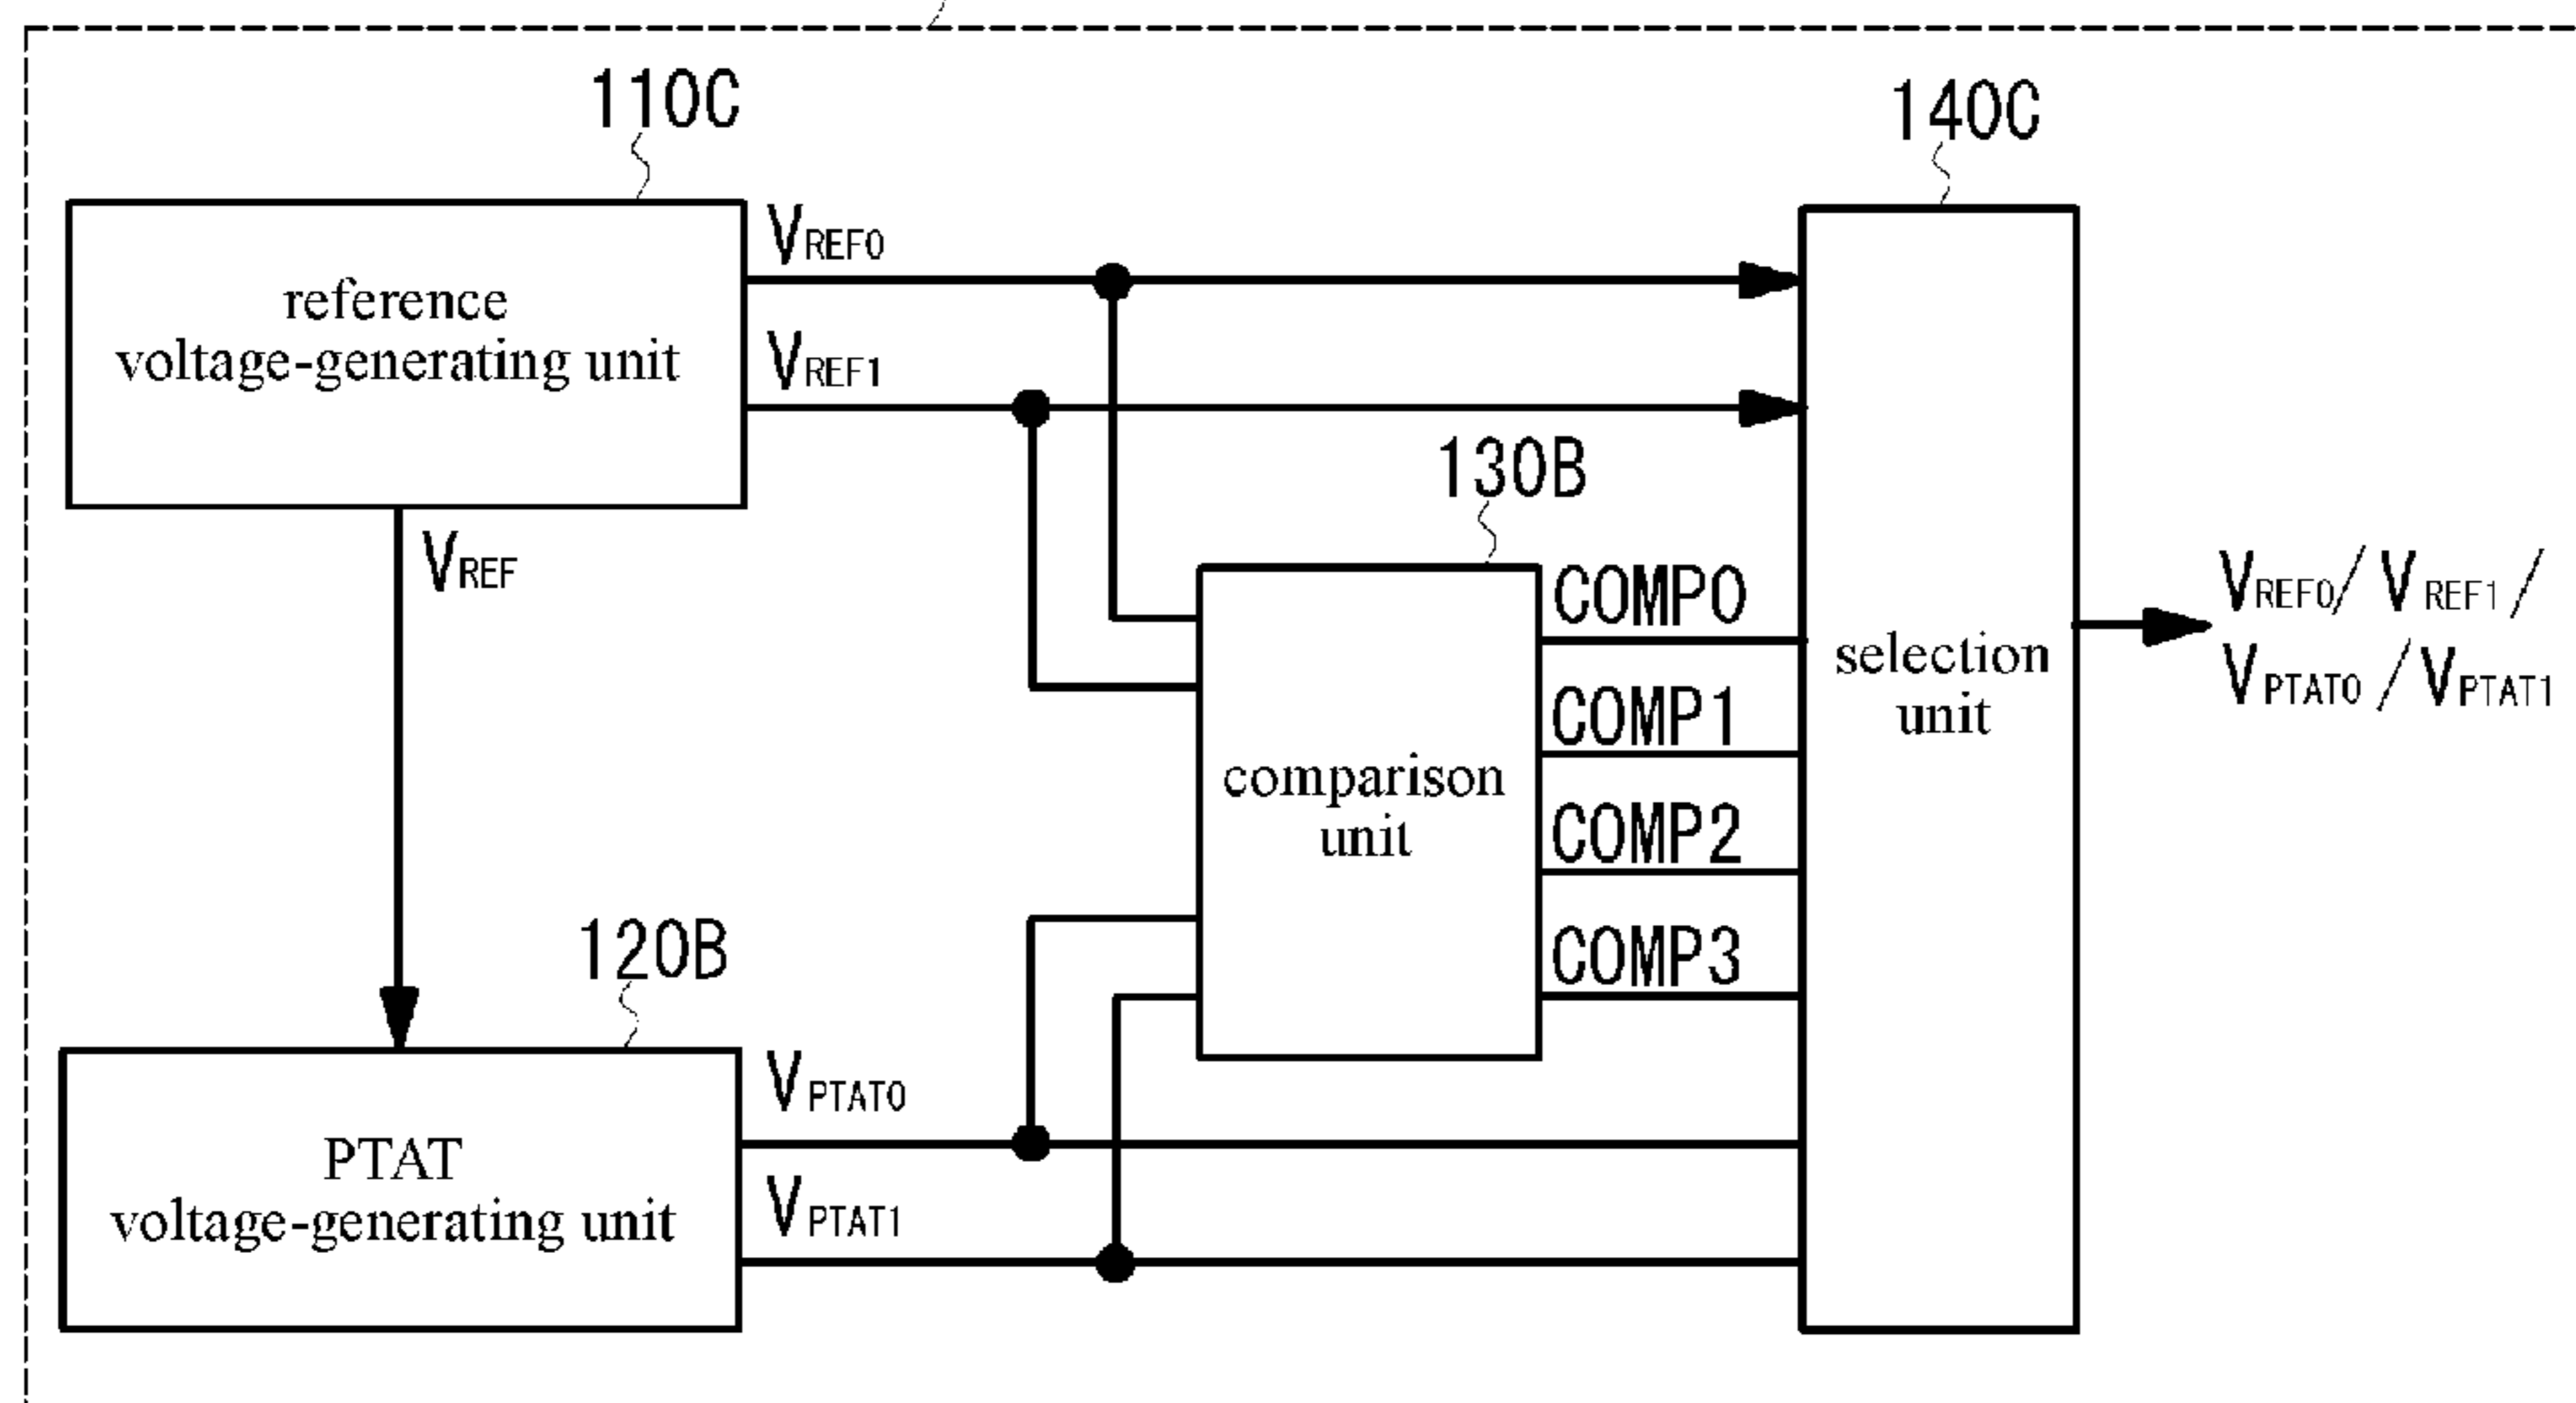 110C
140C
VREF0
reference
voltage-generating unit
VREF1
130B
VREF
COMP0
VREF0/ VREF1/
selection
unit
VPTAT0/VPTAT1
COMP1
comparison
unit
COMP2
120B
COMP3
VPTAT0
PTAT
voltage-generating unit
VPTAT1